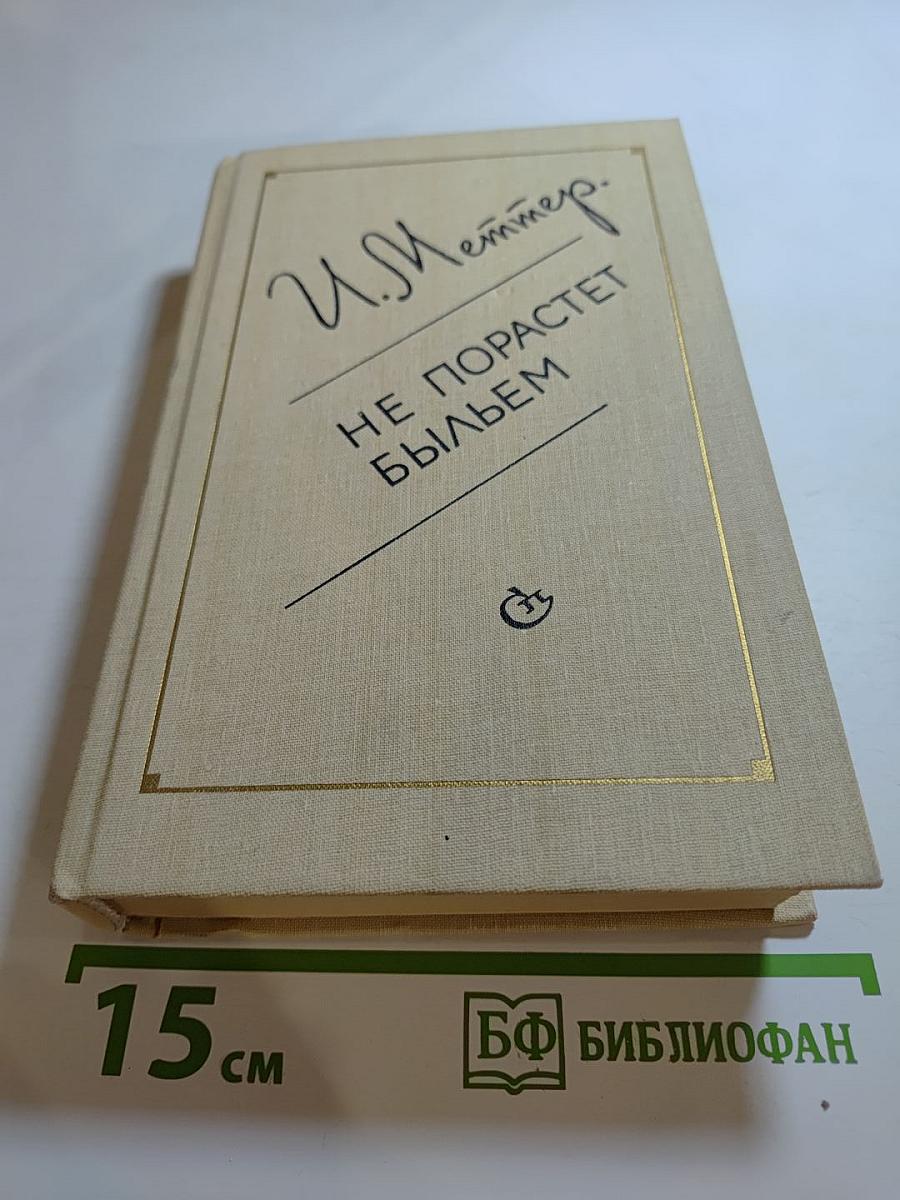 И. Меттер.
НЕ ПОРАСТЕТ
БЫЛЬЕМ
15 см
БФ БИБЛИОФАН